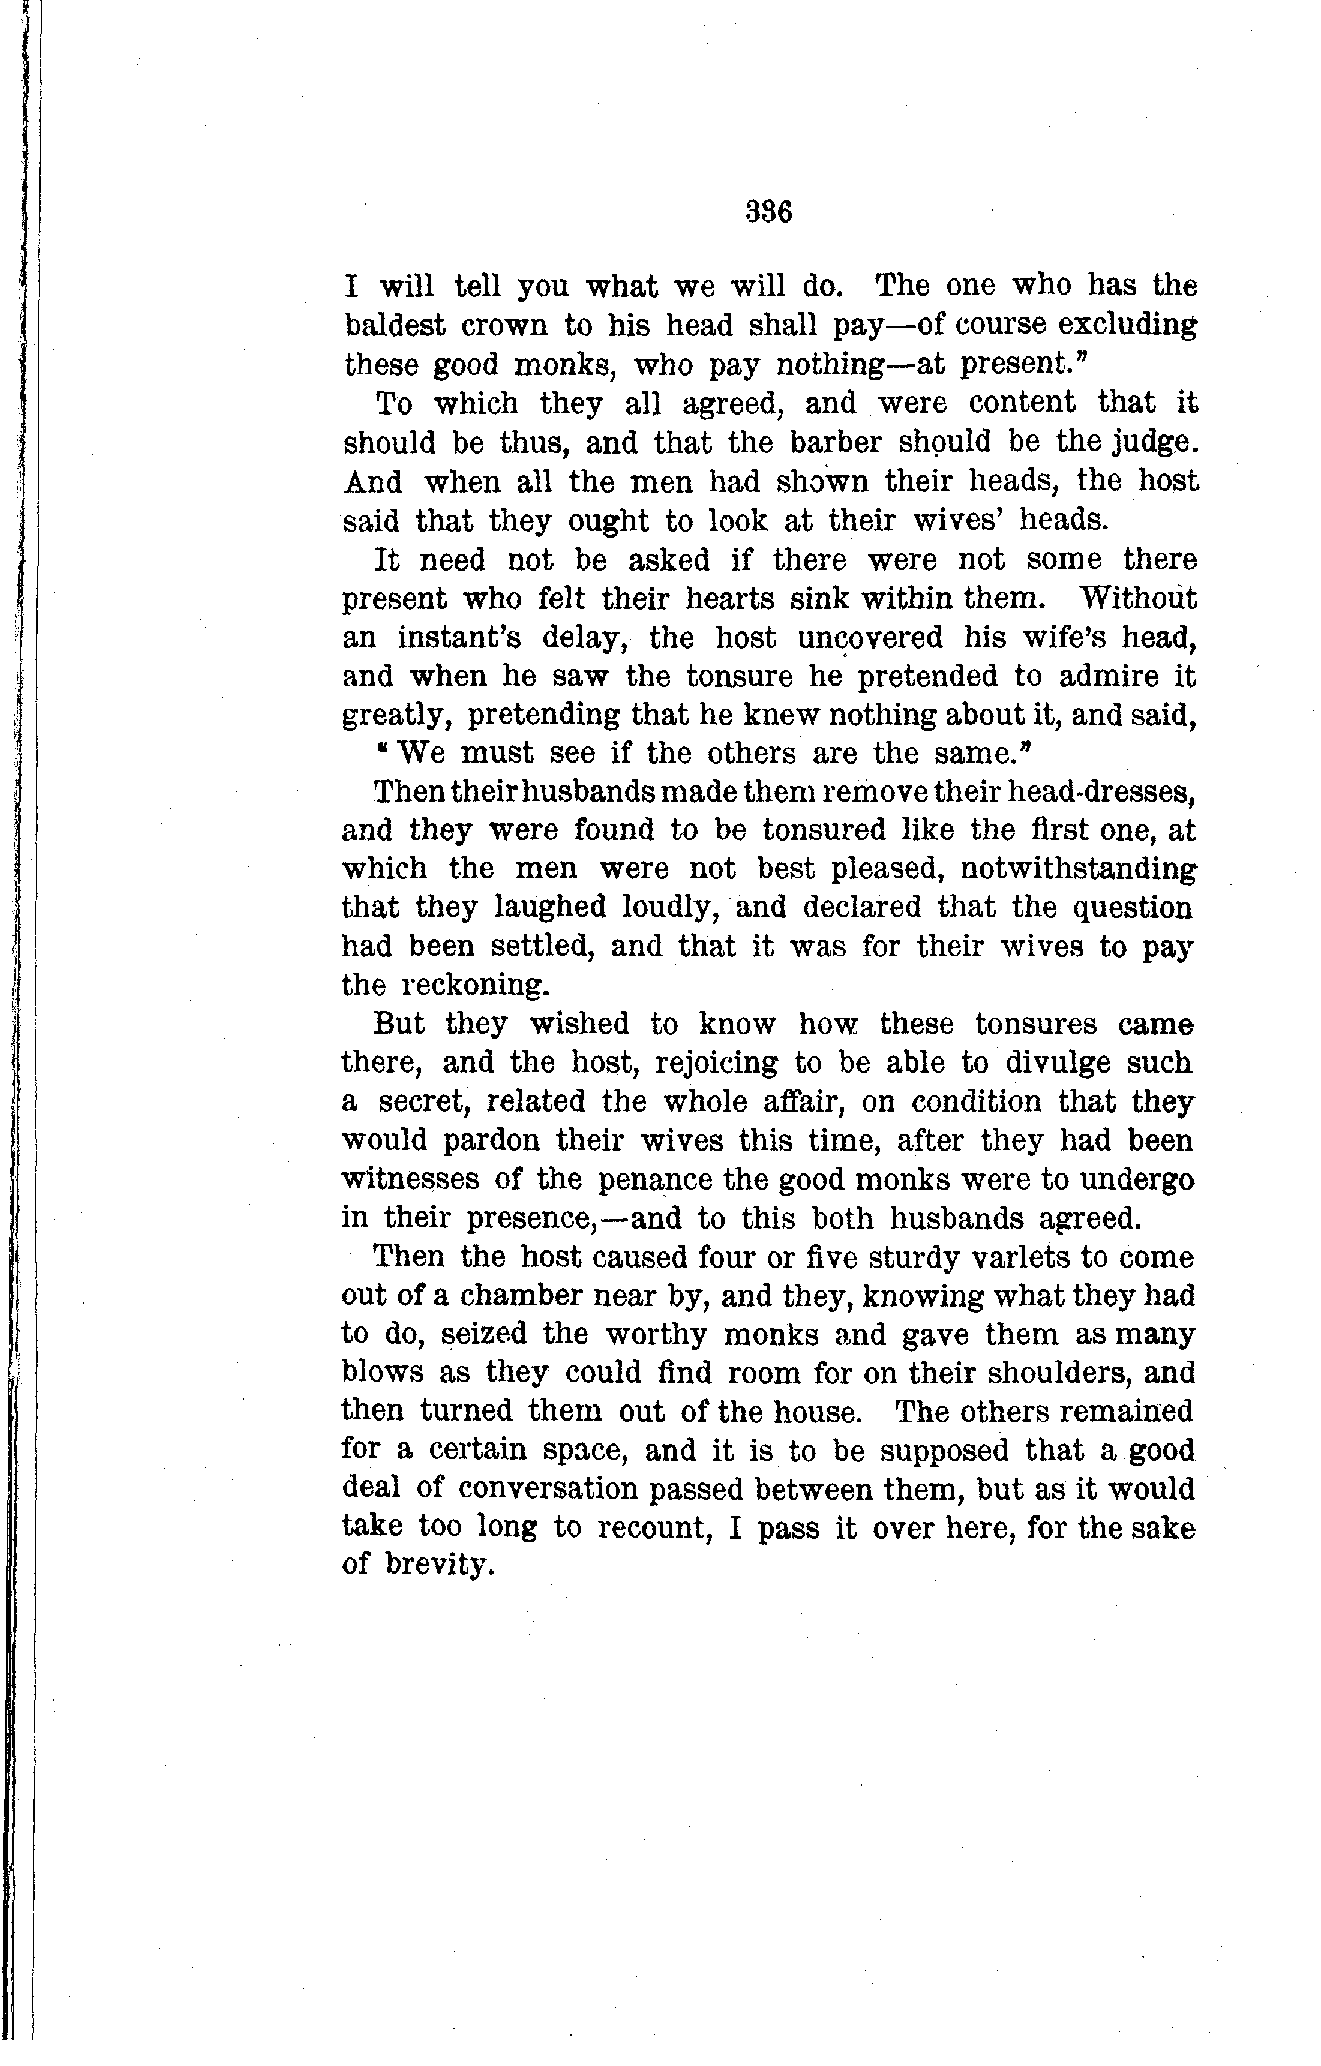 336
I will tell you what we will do. The one who has the
baldest crown to his head shall pay—of course excluding
these good monks, who pay nothing—at present."
To which they all agreed, and were content that it
should be thus, and that the barber should be the judge.
And when all the men had shown their heads, the host
said that they ought to look at their wives' heads.
It need not be asked if there were not some there
present who felt their hearts sink within them. Without
an instant's delay, the host uncovered his wife's head,
and when he saw the tonsure he pretended to admire it
greatly, pretending that he knew nothing about it, and said,
"We must see if the others are the same."
Then their husbands made them remove their head-dresses,
and they were found to be tonsured like the first one, at
which the men were not best pleased, notwithstanding
that they laughed loudly, and declared that the question
had been settled, and that it was for their wives to pay
the reckoning.
But they wished to know how these tonsures came
there, and the host, rejoicing to be able to divulge such
a secret, related the whole affair, on condition that they
would pardon their wives this time, after they had been
witnesses of the penance the good monks were to undergo
in their presence,—and to this both husbands agreed.
Then the host caused four or five sturdy varlets to come
out of a chamber near by, and they, knowing what they had
to do, seized the worthy monks and gave them as many
blows as they could find room for on their shoulders, and
then turned them out of the house. The others remained
for a certain space, and it is to be supposed that a good
deal of conversation passed between them, but as it would
take too long to recount, I pass it over here, for the sake
of brevity.